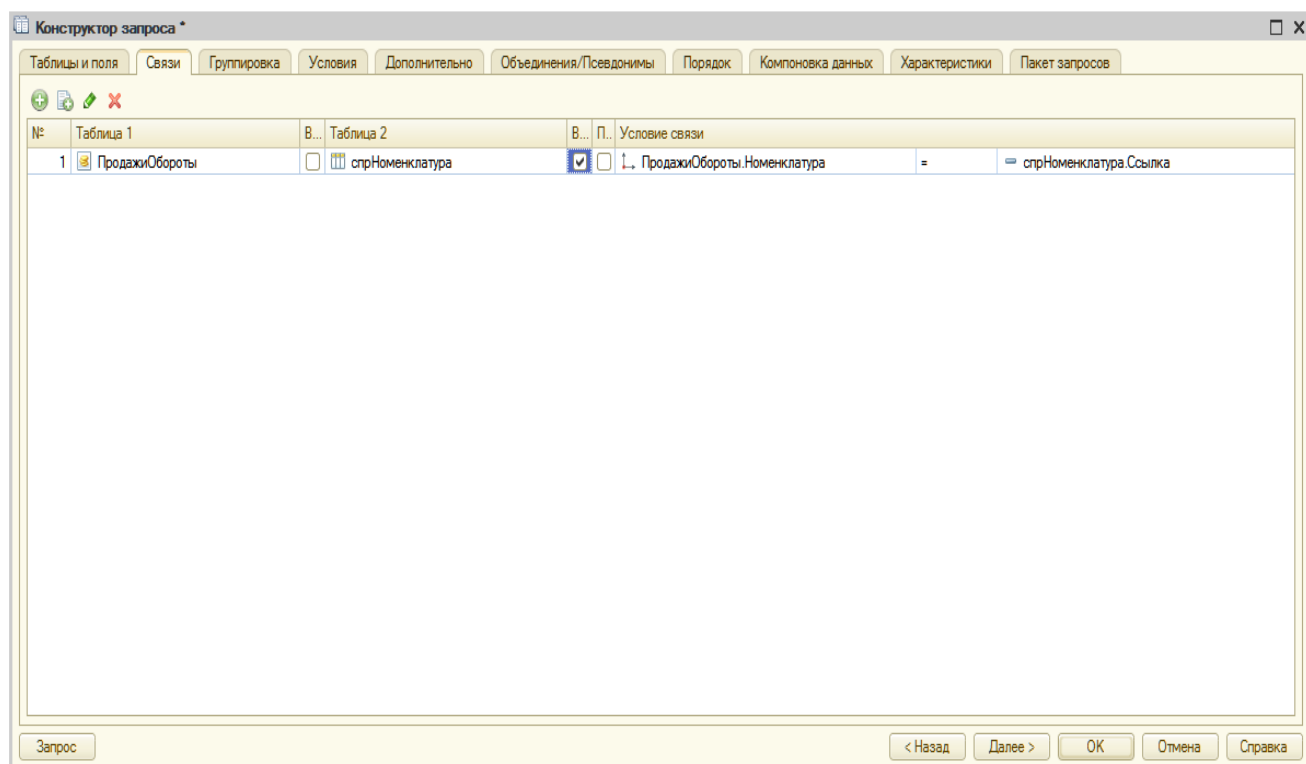 Конструктор запроса *
Таблицы и поля Связи Группировка Условия Дополнительно Объединения/Псевдонимы Порядок Компоновка данных Характеристики Пакет запросов
№ Таблица 1 В... Таблица 2 В... П... Условие связи
1 ПродажиОбороты спрНоменклатура ПродажиОбороты.Номенклатура = спрНоменклатура.Ссылка
Запрос < Назад Далее > ОК Отмена Справка